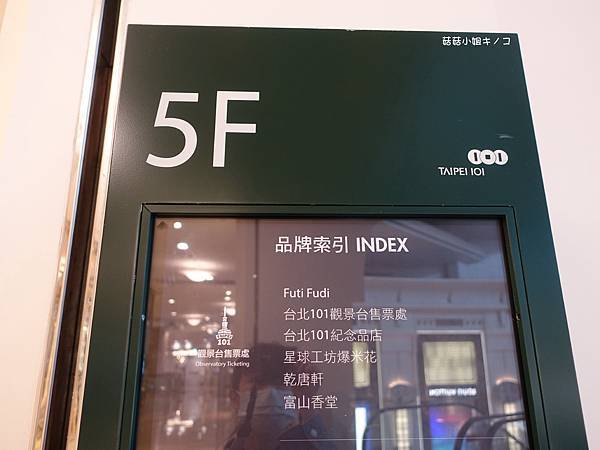 菇菇小姐キノコ
5F
TAIPEI 101
品牌索引 INDEX
Futi Fudi
台北101觀景台售票處
台北101紀念品店
星球工坊爆米花
乾唐軒
富山香堂
101
觀景台售票處
Observatory Ticketing